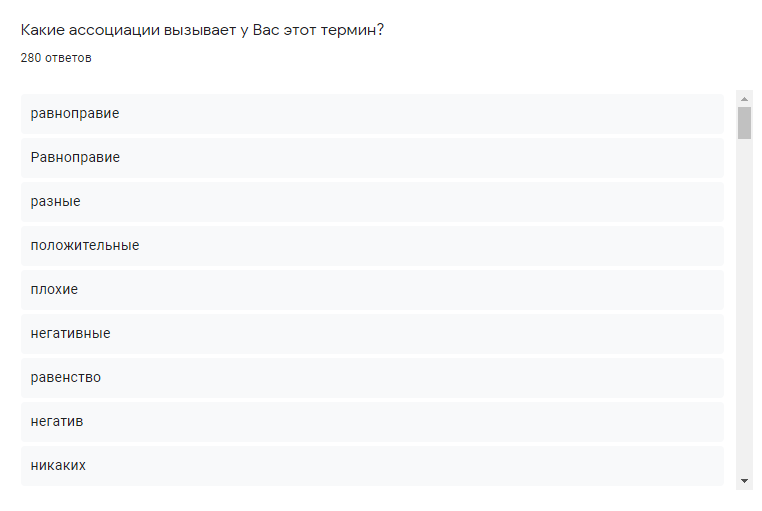 Какие ассоциации вызывает у Вас этот термин?
280 ответов
равноправие
Равноправие
разные
положительные
плохие
негативные
равенство
негатив
никаких